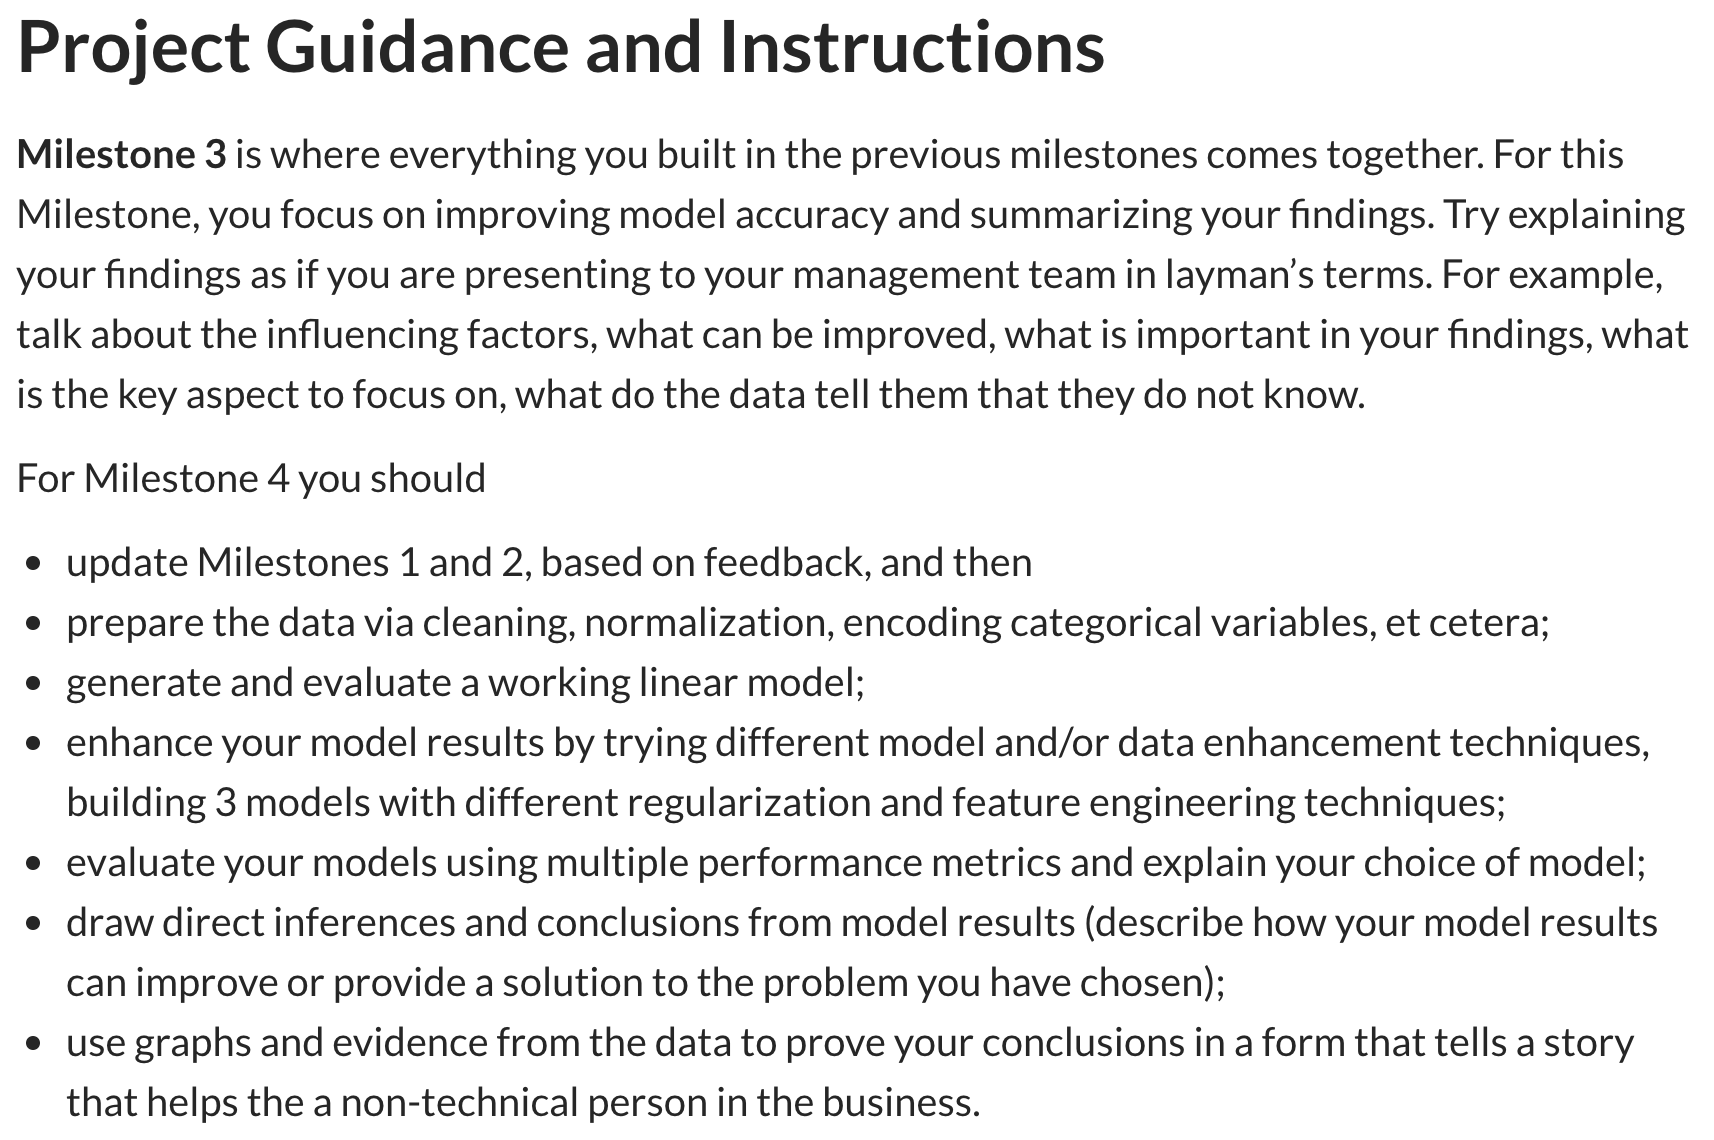 Project Guidance and Instructions
Milestone 3 is where everything you built in the previous milestones comes together. For this
Milestone, you focus on improving model accuracy and summarizing your findings. Try explaining
your findings as if you are presenting to your management team in layman’s terms. For example,
talk about the influencing factors, what can be improved, what is important in your findings, what
is the key aspect to focus on, what do the data tell them that they do not know.
For Milestone 4 you should
• update Milestones 1 and 2, based on feedback, and then
• prepare the data via cleaning, normalization, encoding categorical variables, et cetera;
• generate and evaluate a working linear model;
• enhance your model results by trying different model and/or data enhancement techniques,
building 3 models with different regularization and feature engineering techniques;
• evaluate your models using multiple performance metrics and explain your choice of model;
• draw direct inferences and conclusions from model results (describe how your model results
can improve or provide a solution to the problem you have chosen);
• use graphs and evidence from the data to prove your conclusions in a form that tells a story
that helps the a non-technical person in the business.